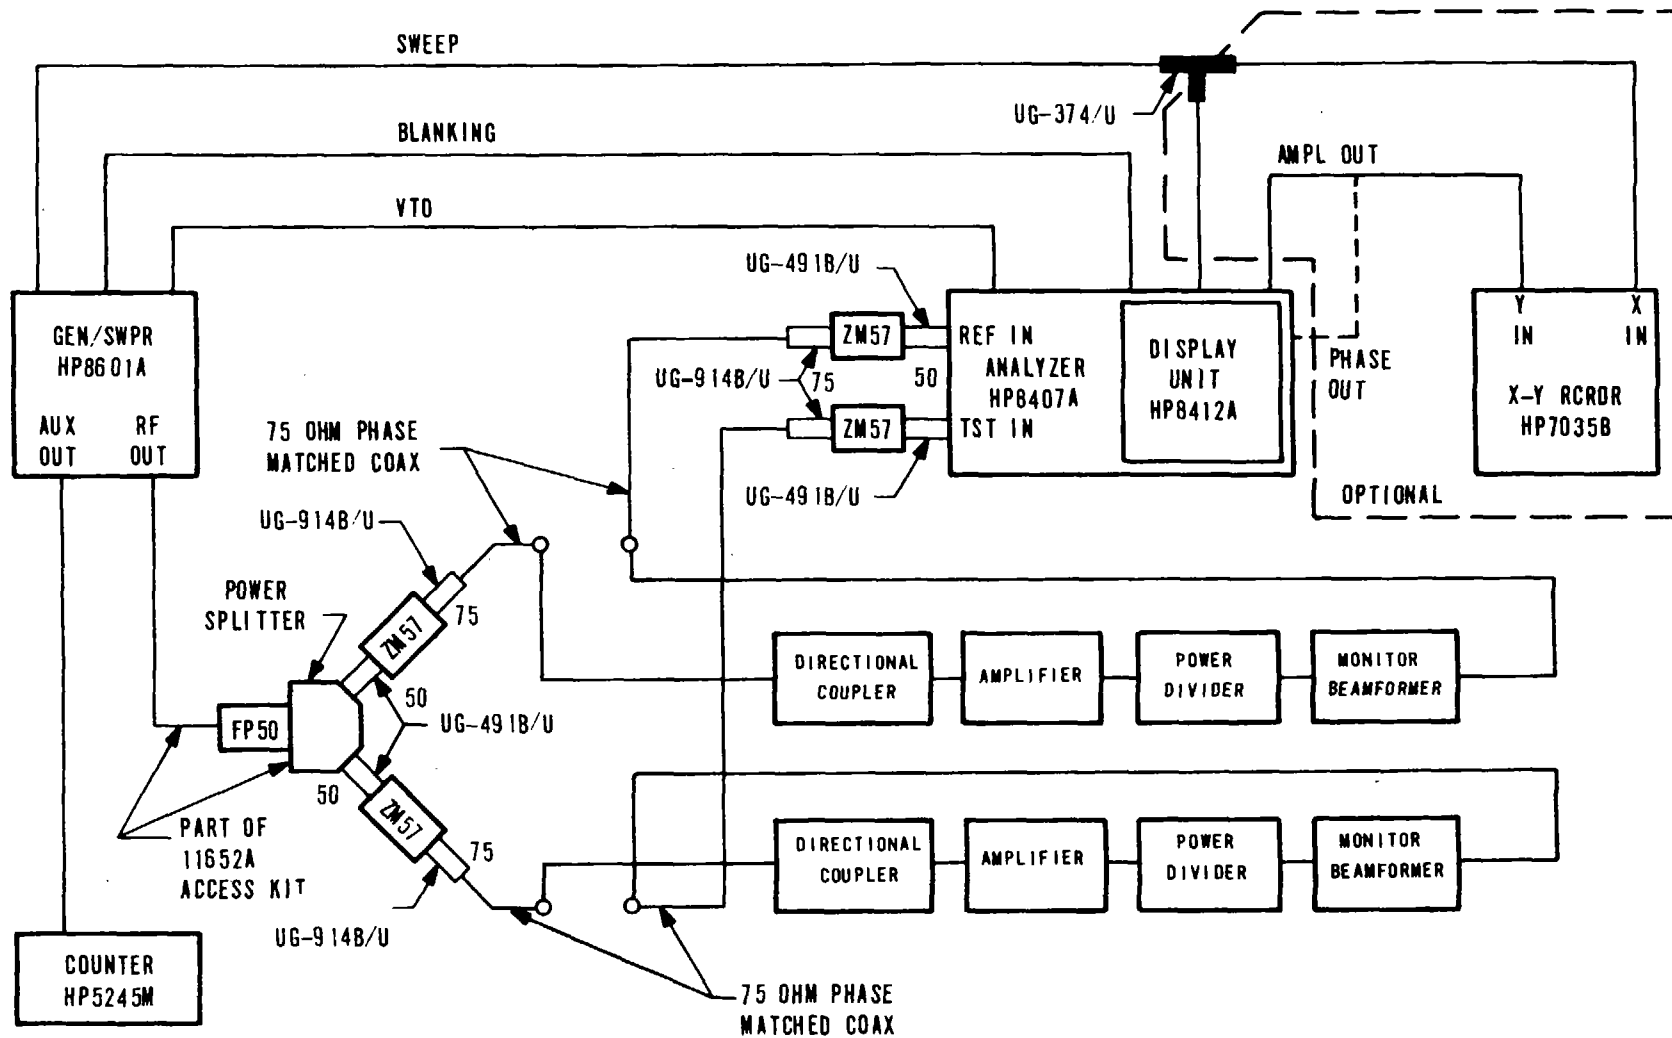 SWEEP
UG-374/U
BLANKING
AMPL OUT
VTO
UG-491B/U
GEN/SWPR
HP8601A
AUX
OUT
RF
OUT
ZM57
REF IN
ANALYZER
HP8407A
UG-914B/U
75
50
ZM57
TST IN
UG-491B/U
DISPLAY
UNIT
HP8412A
PHASE
OUT
Y
IN
X
IN
X-Y RCRDR
HP7035B
OPTIONAL
75 OHM PHASE
MATCHED COAX
UG-914B/U
POWER
SPLITTER
ZM57
75
50
UG-491B/U
FP50
50
ZM57
75
PART OF
11652A
ACCESS KIT
UG-914B/U
DIRECTIONAL
COUPLER
AMPLIFIER
POWER
DIVIDER
MONITOR
BEAMFORMER
DIRECTIONAL
COUPLER
AMPLIFIER
POWER
DIVIDER
MONITOR
BEAMFORMER
COUNTER
HP5245M
75 OHM PHASE
MATCHED COAX